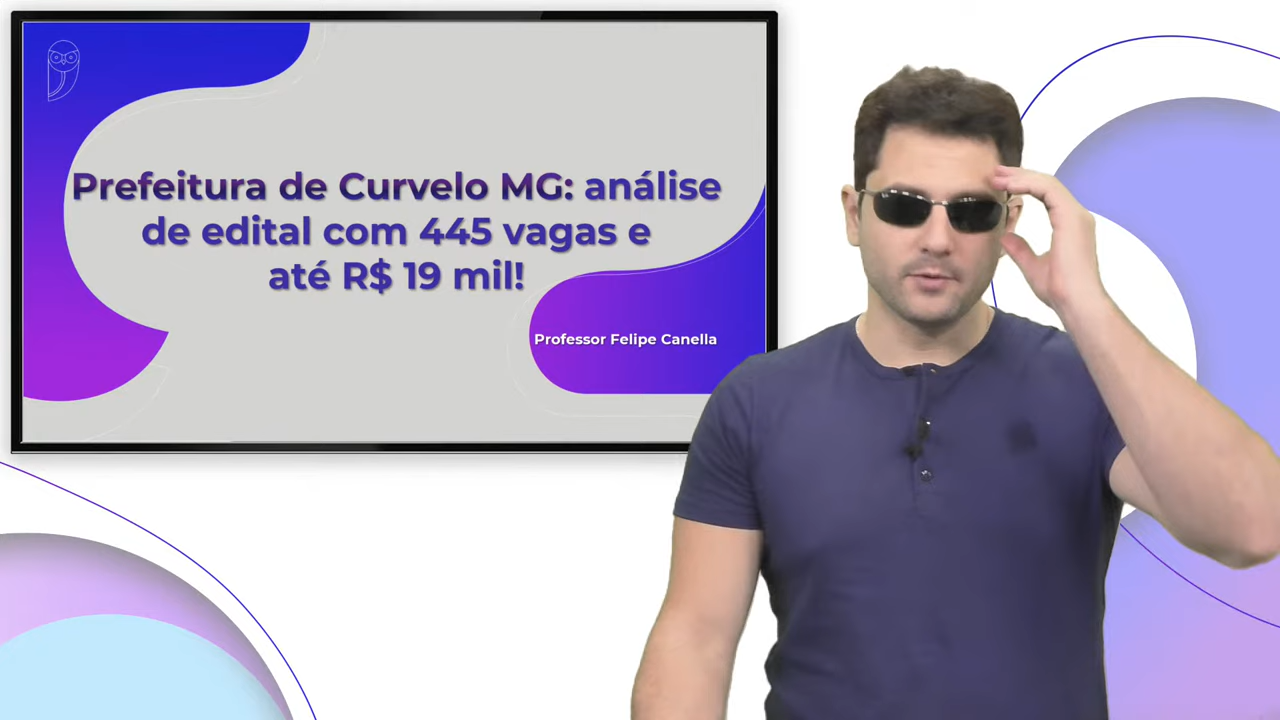 Prefeitura de Curvelo MG: análise
de edital com 445 vagas e
até R$ 19 mil!
Professor Felipe Canella